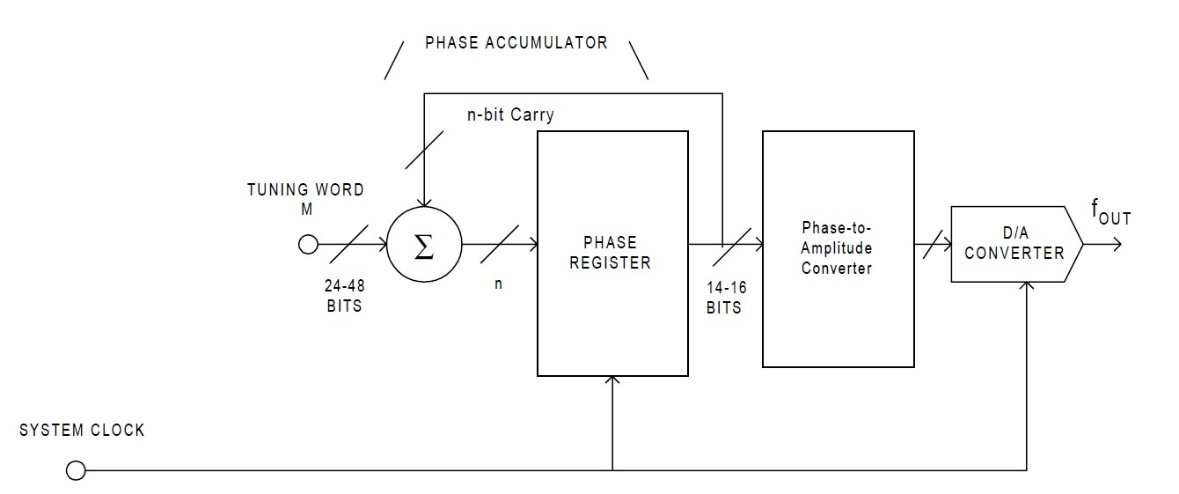 PHASE ACCUMULATOR
n-bit Carry
TUNING WORD
M
Σ
24-48
BITS
n
PHASE
REGISTER
14-16
BITS
Phase-to-
Amplitude
Converter
D/A
CONVERTER
fOUT
SYSTEM CLOCK